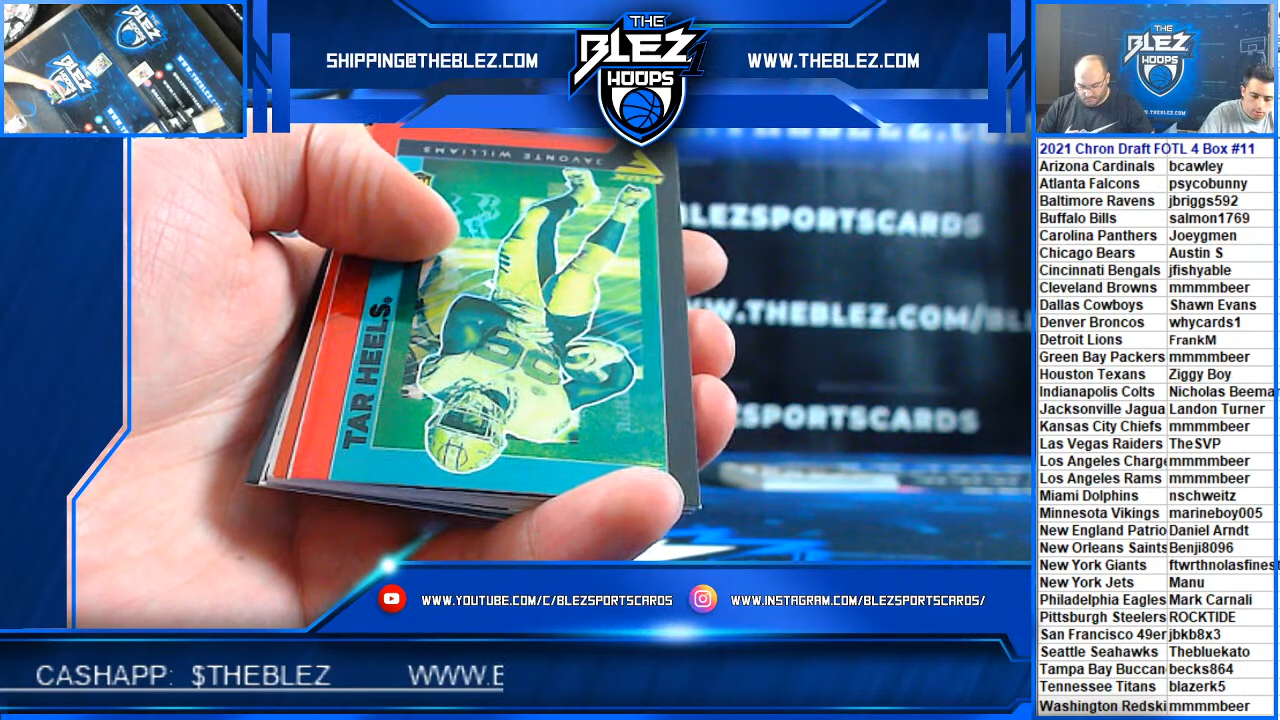 SHIPPING@THEBLEZ.COM
THE
BLEZ
HOOPS
WWW.THEBLEZ.COM
THE
BLEZ
HOOPS
JAVONTE WILLIAMS
TAR HEELS
BLEZSPORTSCARDS
WW.THEBLEZ.COM/BL
ZSPORTSCARDS
WWW.YOUTUBE.COM/C/BLEZSPORTSCARDS
WWW.INSTAGRAM.COM/BLEZSPORTSCARDS/
CASHAPP: $THEBLEZ WWW.B
2021 Chron Draft FOTL 4 Box #11
Arizona Cardinals bcawley
Atlanta Falcons psycobunny
Baltimore Ravens jbriggs592
Buffalo Bills salmon1769
Carolina Panthers Joeygmen
Chicago Bears Austin S
Cincinnati Bengals jfishyable
Cleveland Browns mmmmbeer
Dallas Cowboys Shawn Evans
Denver Broncos whycards1
Detroit Lions FrankM
Green Bay Packers mmmmbeer
Houston Texans Ziggy Boy
Indianapolis Colts Nicholas Beeman
Jacksonville Jagua Landon Turner
Kansas City Chiefs mmmmbeer
Las Vegas Raiders TheSVP
Los Angeles Charge mmmmbeer
Los Angeles Rams mmmmbeer
Miami Dolphins nschweitz
Minnesota Vikings marineboy005
New England Patrio Daniel Arndt
New Orleans Saints Benji8096
New York Giants ftwrthnolasfinest
New York Jets Manu
Philadelphia Eagles Mark Carnali
Pittsburgh Steelers ROCKTIDE
San Francisco 49er jbkb8x3
Seattle Seahawks Thebluekato
Tampa Bay Buccan becks864
Tennessee Titans blazerk5
Washington Redski mmmmbeer